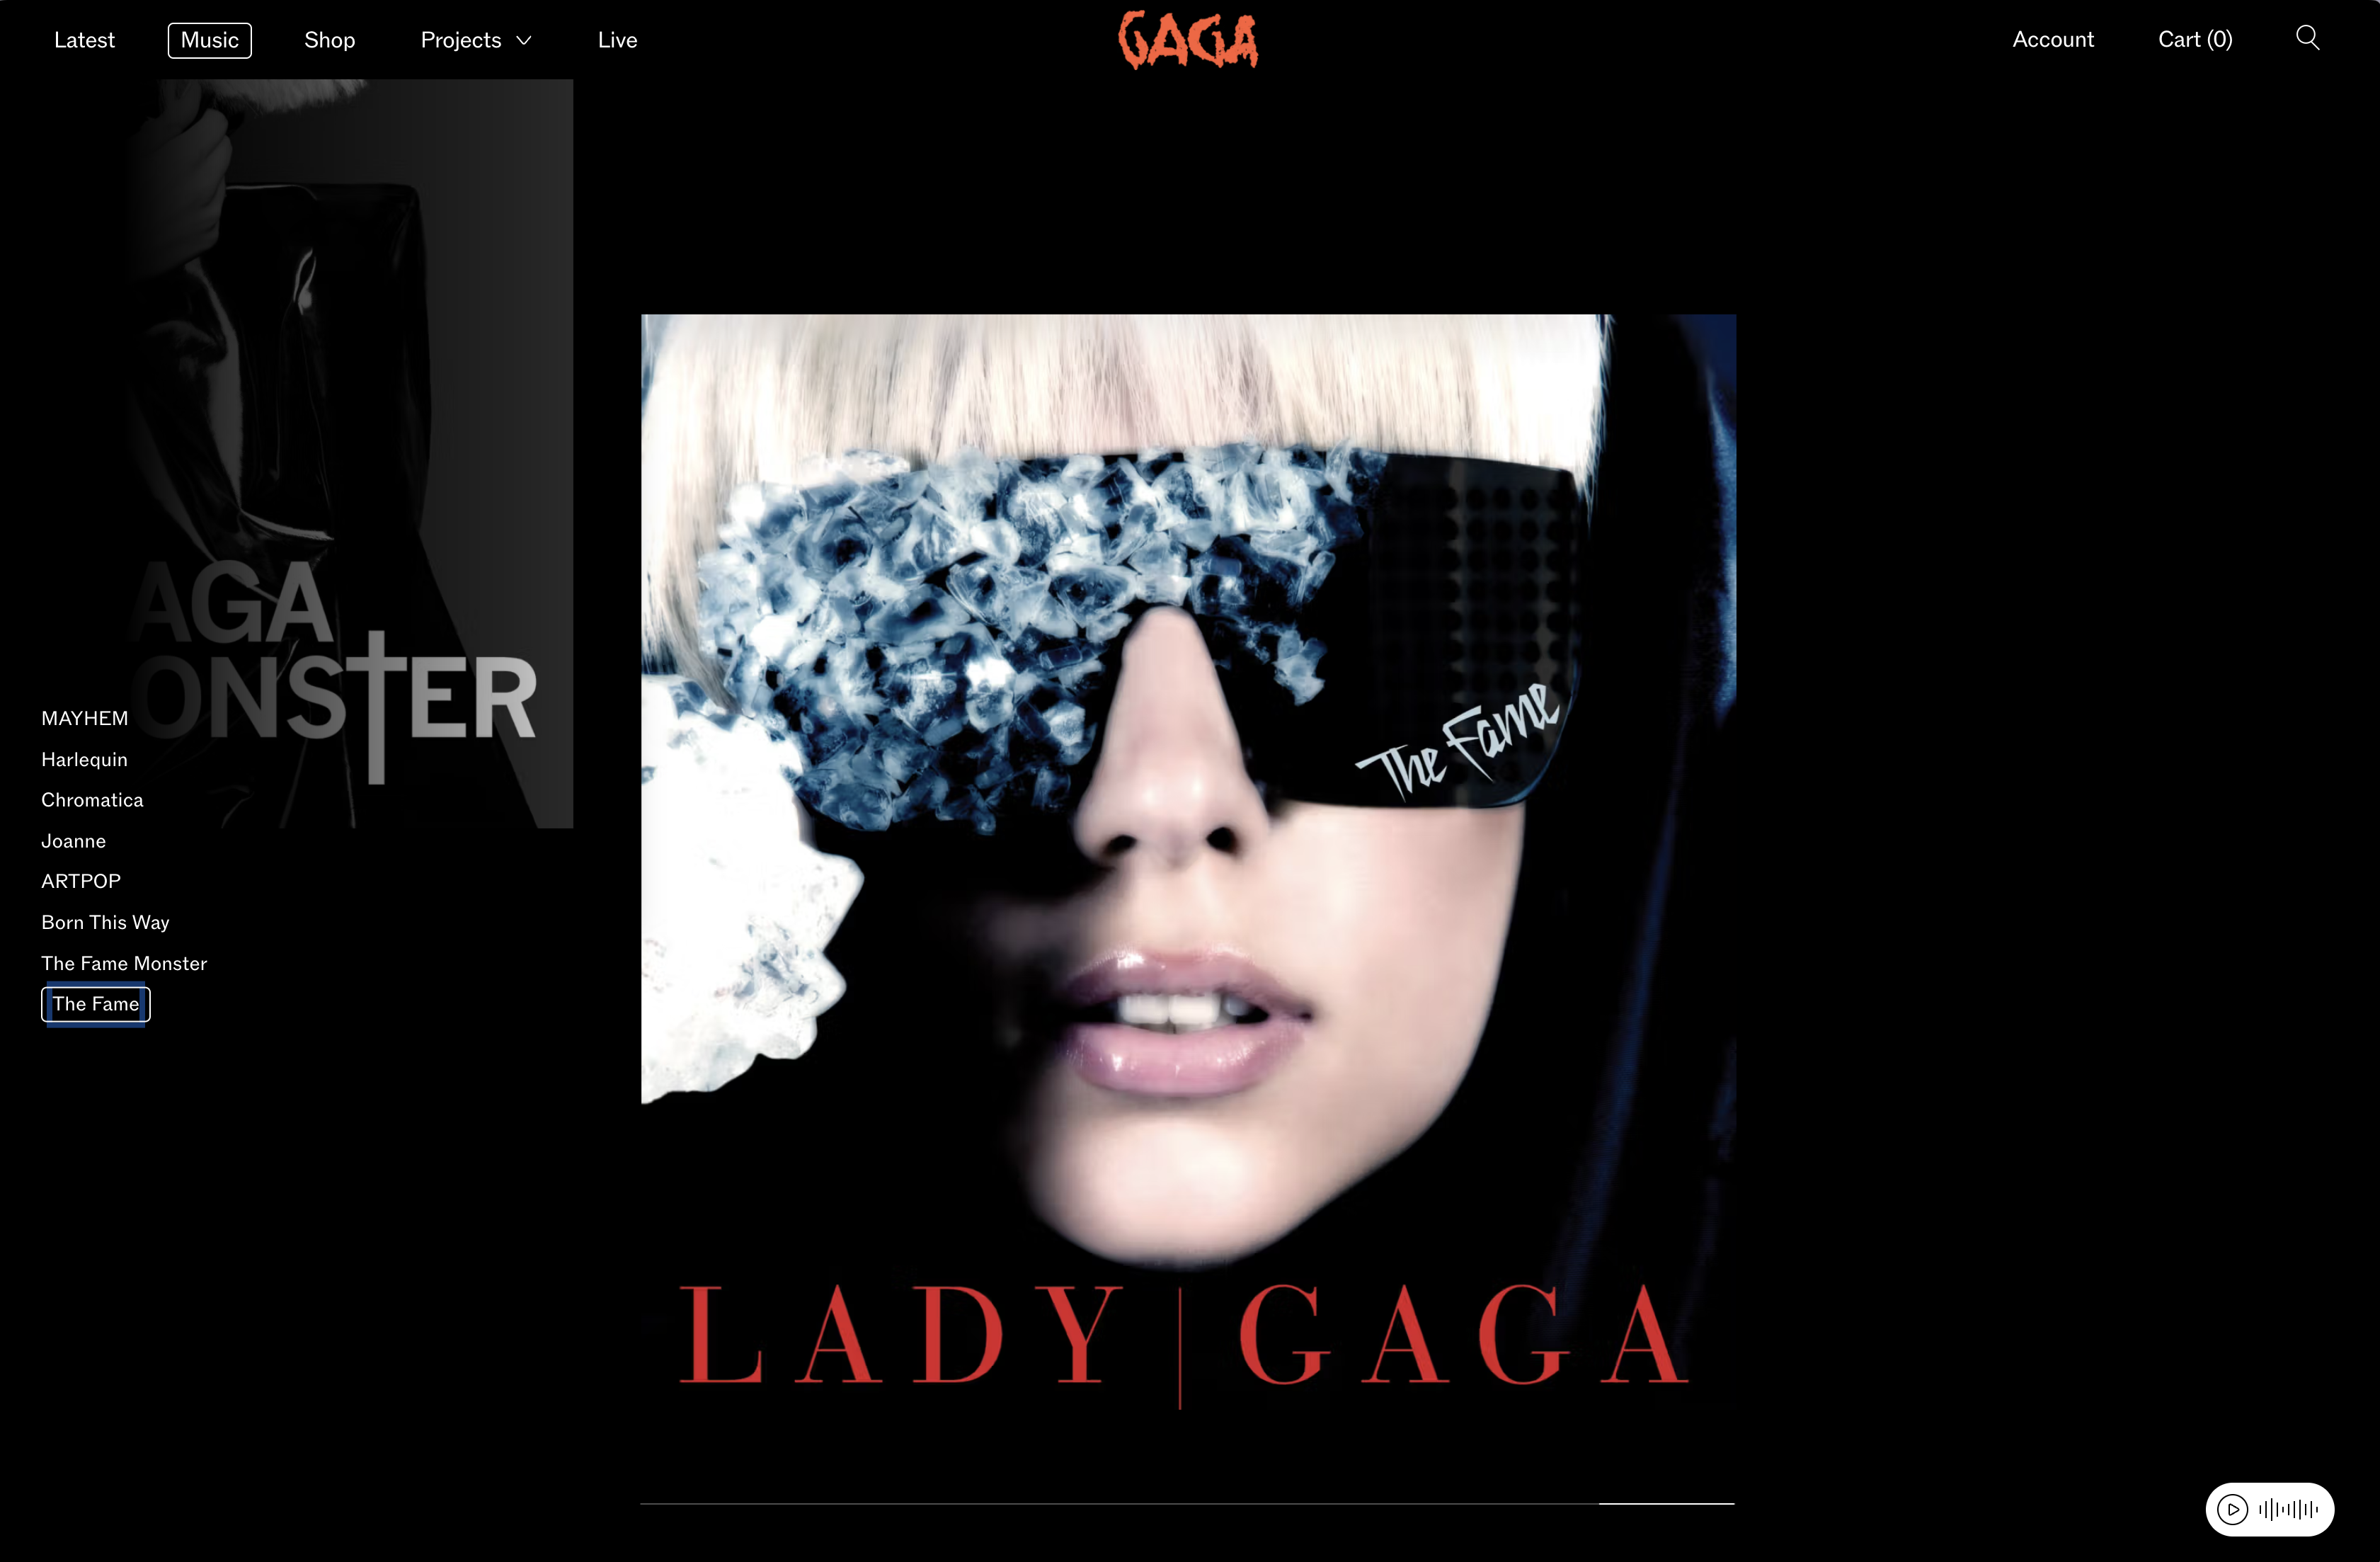 Latest
Music
Shop
Projects
Live
GAGA
Account
Cart (0)
AGA
ONSTER
MAYHEM
Harlequin
Chromatica
Joanne
ARTPOP
Born This Way
The Fame Monster
The Fame
The Fame
LADY | GAGA